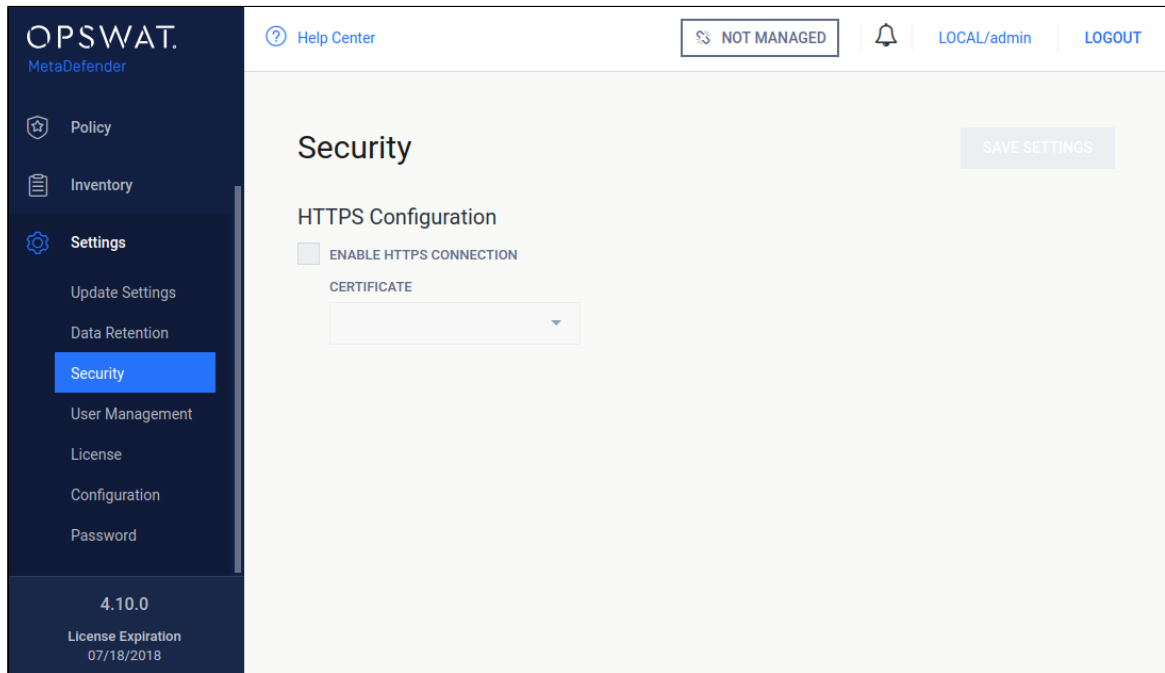 OPSWAT.
MetaDefender
Policy
Inventory
Settings
Update Settings
Data Retention
Security
User Management
License
Configuration
Password
4.10.0
License Expiration
07/18/2018
Help Center
NOT MANAGED
LOCAL/admin
LOGOUT
Security
SAVE SETTINGS
HTTPS Configuration
ENABLE HTTPS CONNECTION
CERTIFICATE